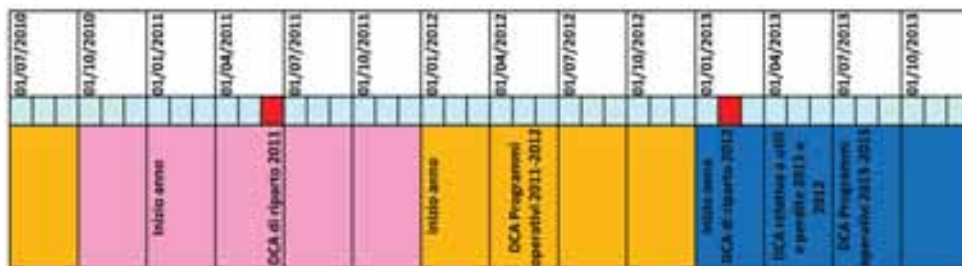 01/07/2010
01/10/2010
01/01/2011
01/04/2011
01/07/2011
01/10/2011
01/01/2012
01/04/2012
01/07/2012
01/10/2012
01/01/2013
01/04/2013
01/07/2013
01/10/2013
Inizio anno
DCA di riparto 2011
Inizio anno
DCA Programmi
operativi 2011-2012
Inizio anno
DCA di riparto 2012
DCA relativo a utili
e perdite 2011 e
2012
DCA Programmi
operativi 2013-2015